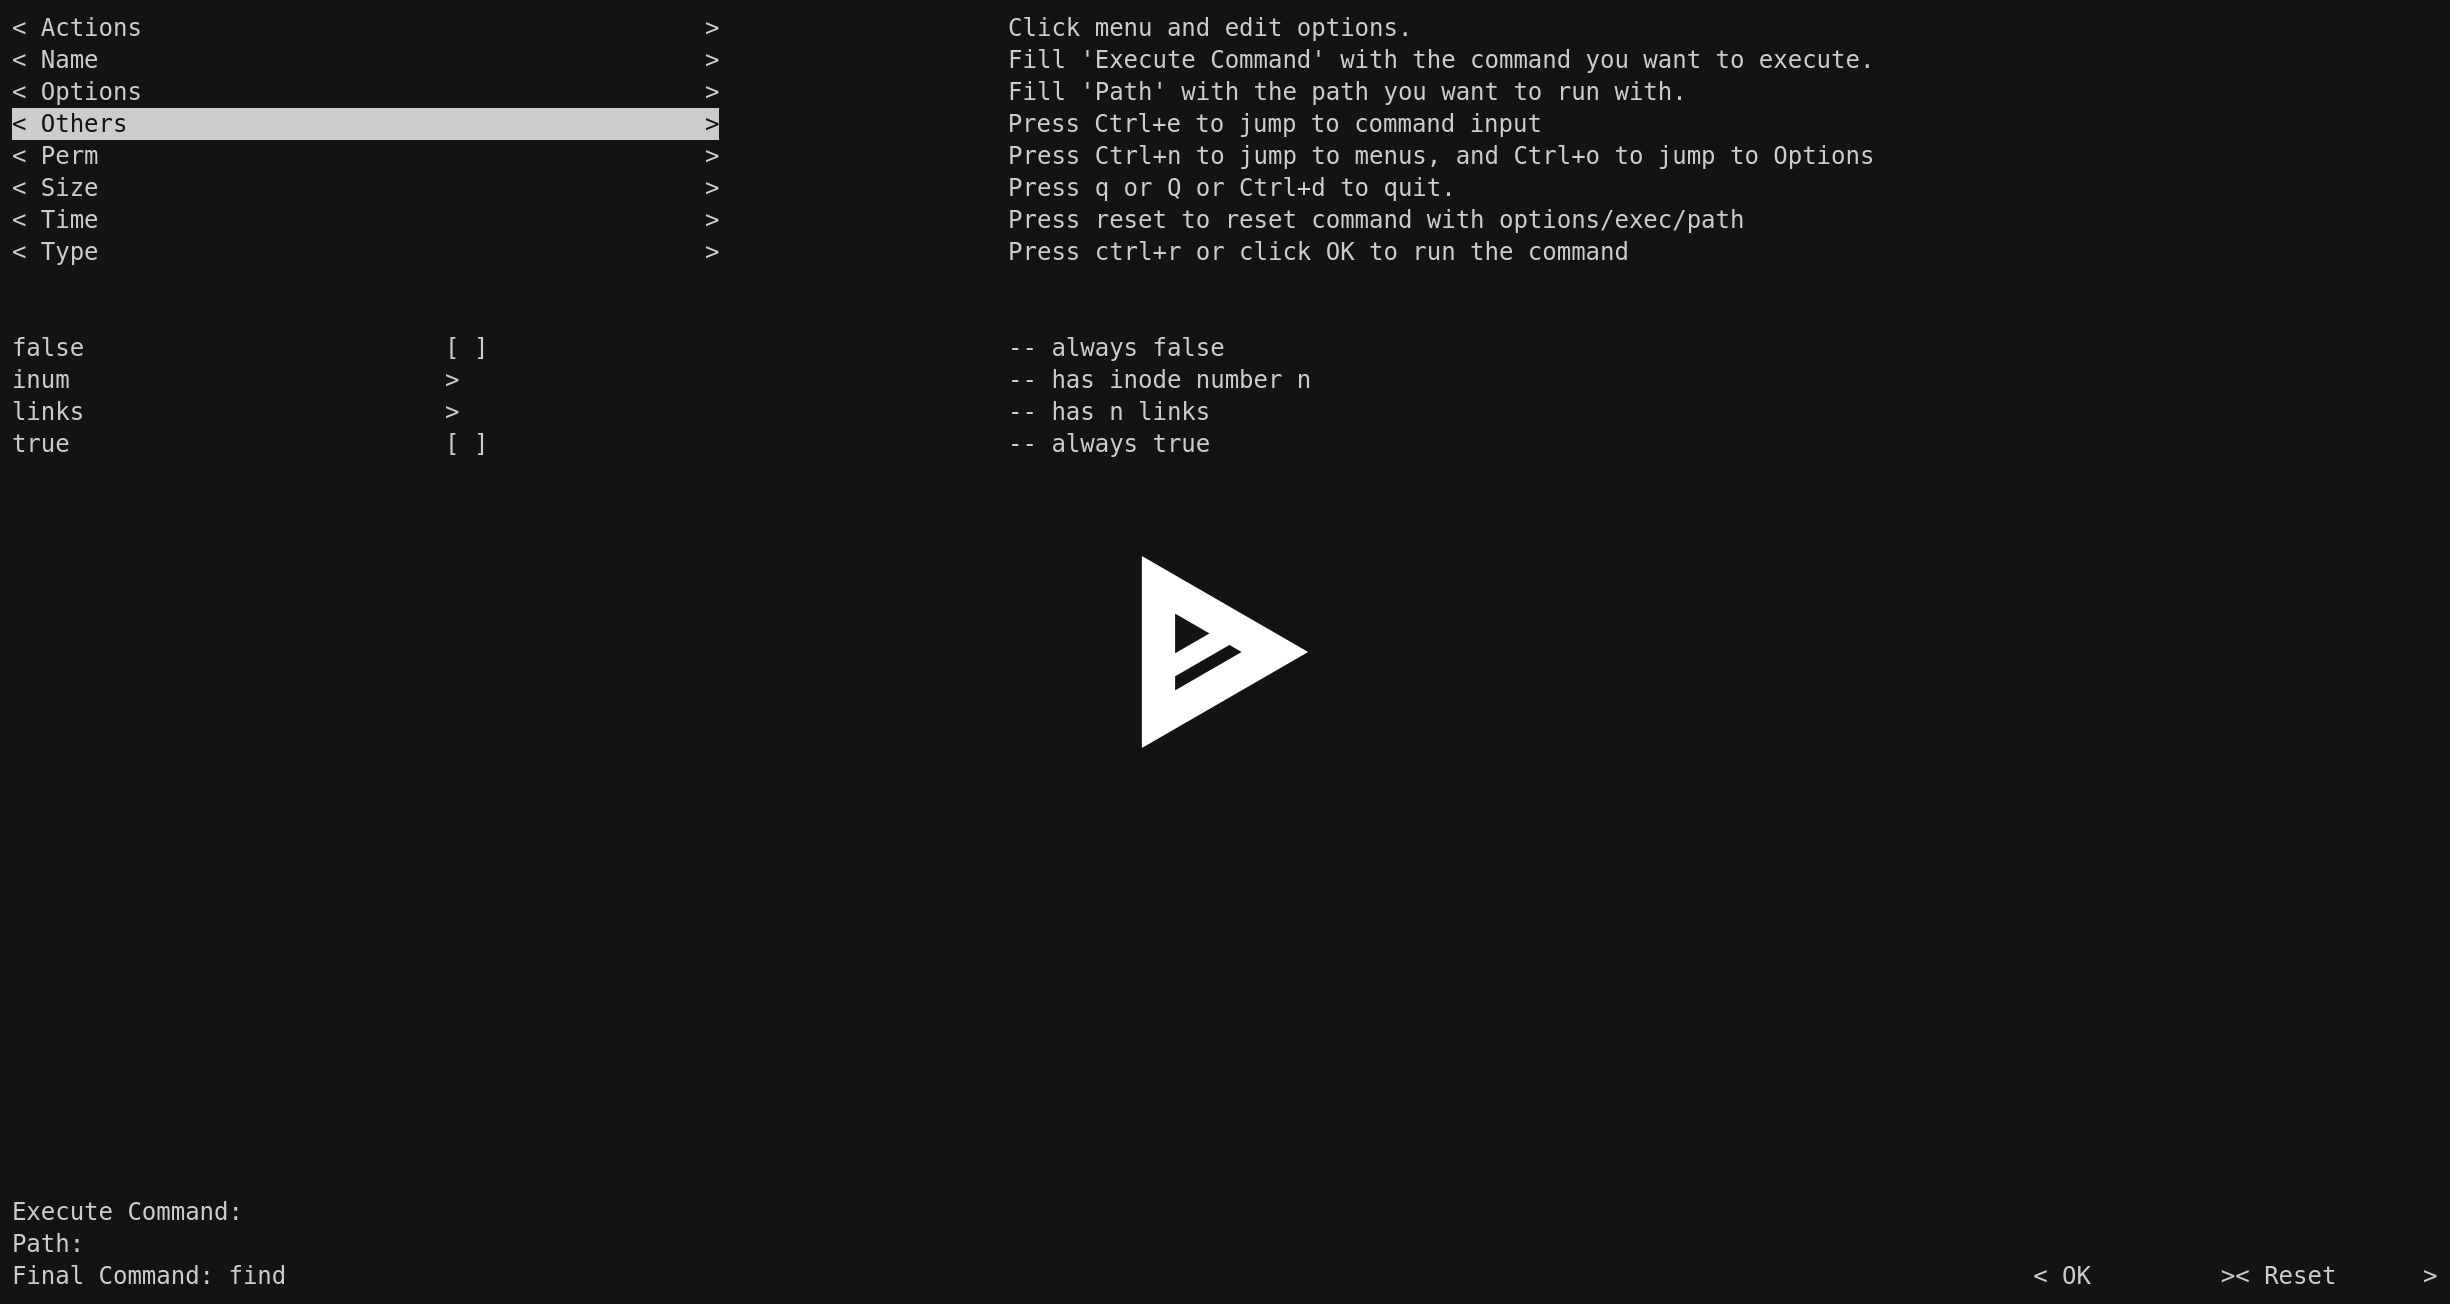 < Actions > Click menu and edit options.
< Name > Fill 'Execute Command' with the command you want to execute.
< Options > Fill 'Path' with the path you want to run with.
< Others > Press Ctrl+e to jump to command input
< Perm > Press Ctrl+n to jump to menus, and Ctrl+o to jump to Options
< Size > Press q or Q or Ctrl+d to quit.
< Time > Press reset to reset command with options/exec/path
< Type > Press ctrl+r or click OK to run the command
false [ ] -- always false
inum > -- has inode number n
links > -- has n links
true [ ] -- always true
Execute Command:
Path:
Final Command: find < OK >< Reset >